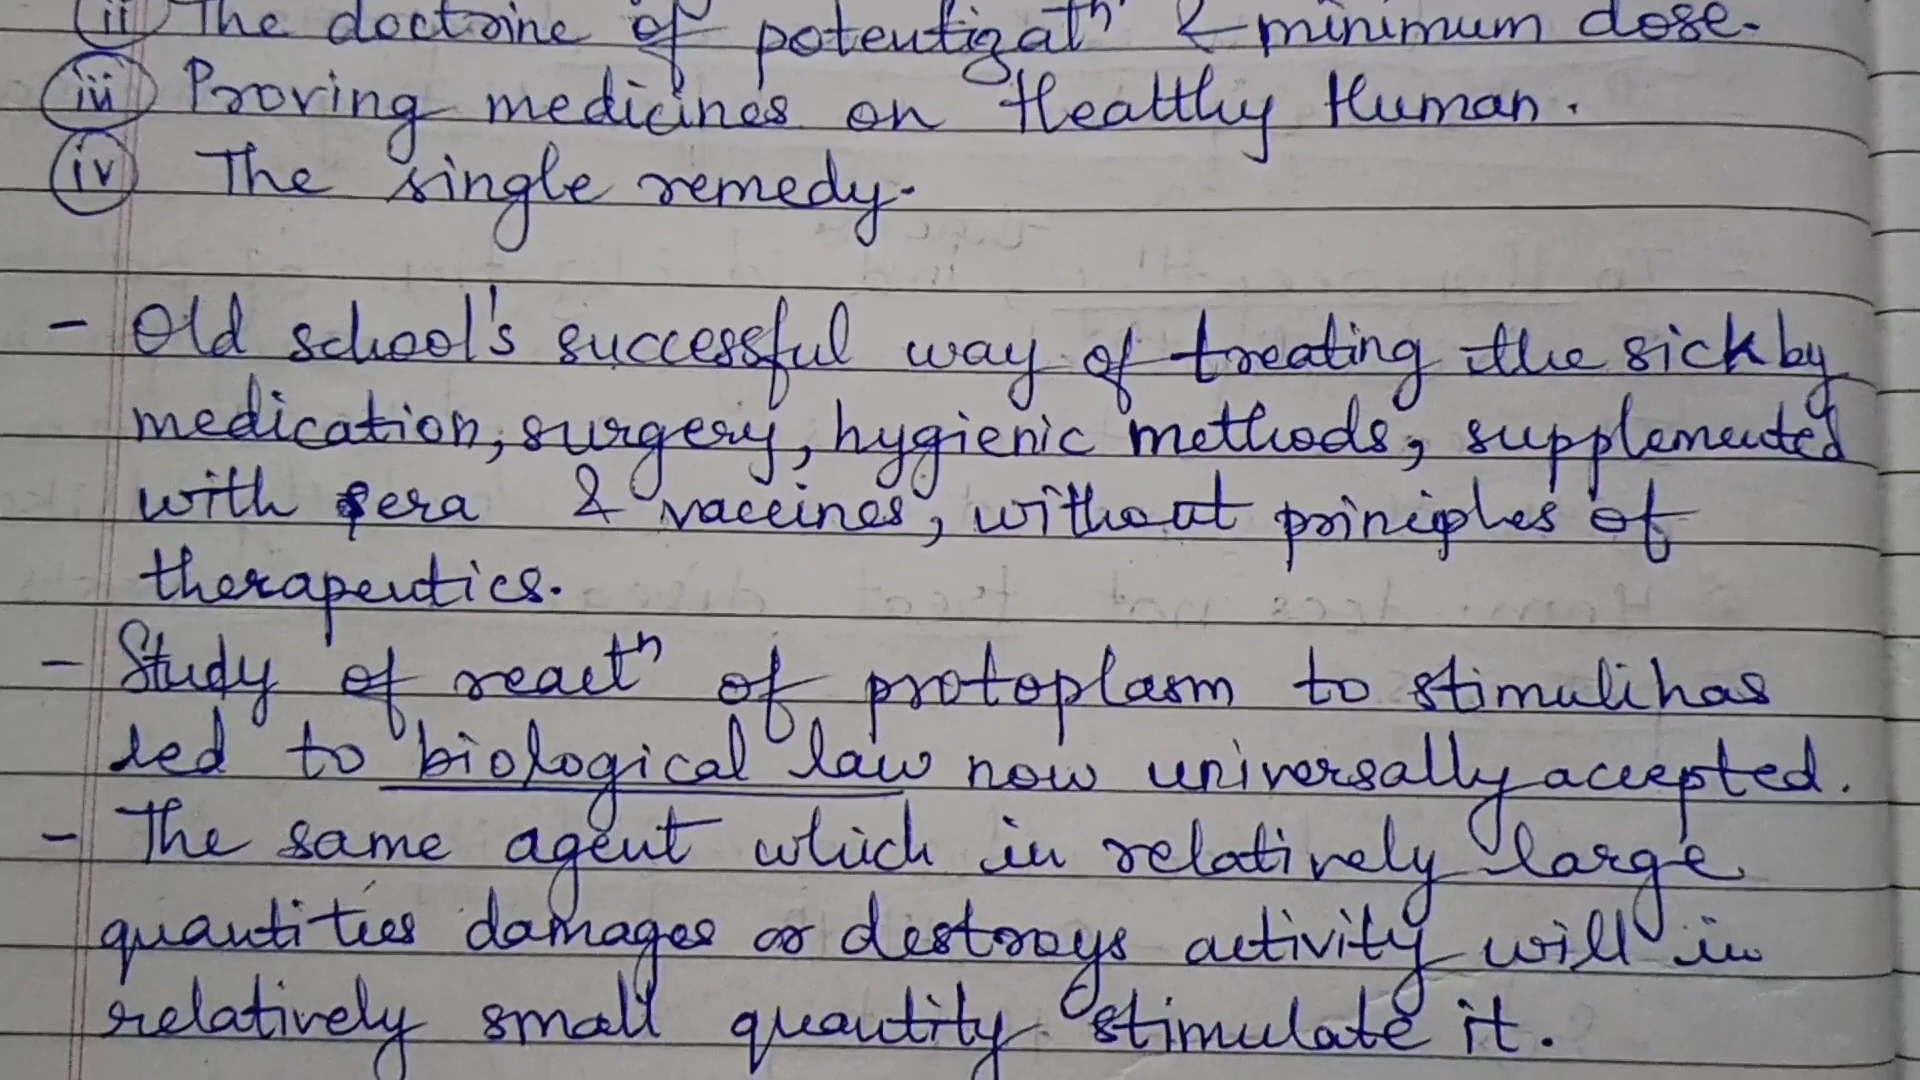 (ii) The doctrine of potentizatn & minimum dose.
(iii) Proving medicines on Healthy Human.
(iv) The single remedy.
- Old school's successful way of treating the sick by
medication, surgery, hygienic methods, supplemented
with sera & vaccines, without principles of
therapeutics.
- Study of reactn of protoplasm to stimuli has
led to biological law now universally accepted.
- The same agent which in relatively large
quantities damages or destroys activity will in
relatively small quantity stimulate it.